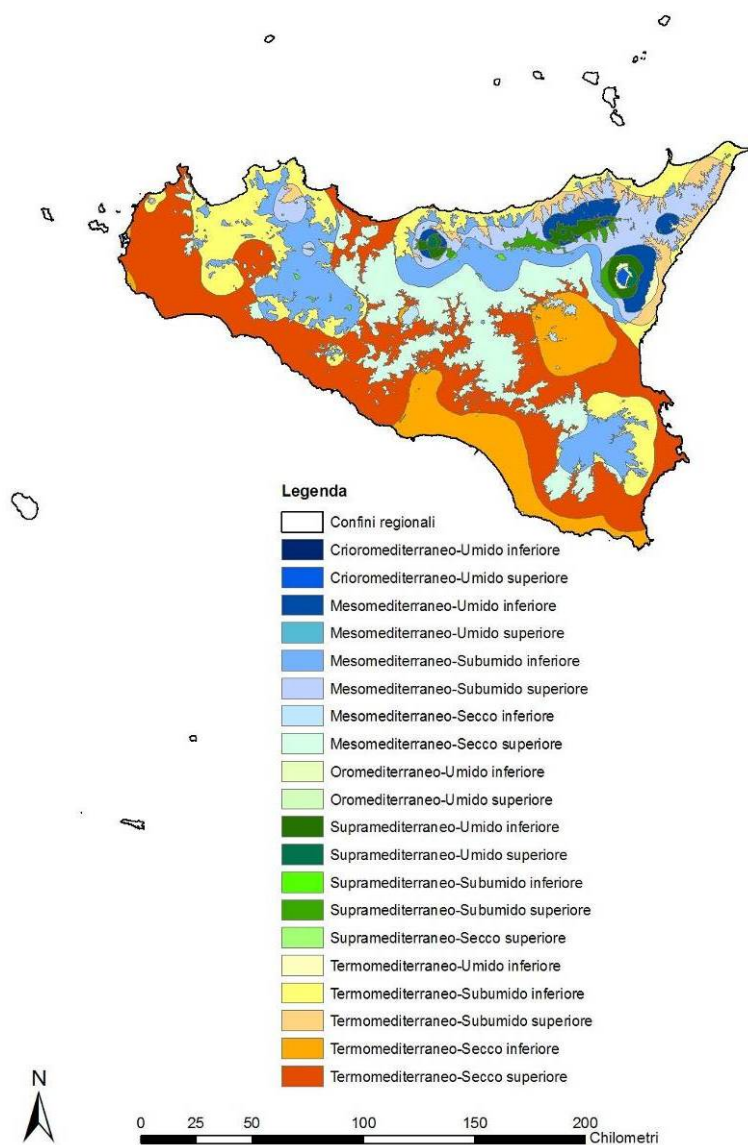 Legenda
Confini regionali
Crioromediterraneo-Umido inferiore
Crioromediterraneo-Umido superiore
Mesomediterraneo-Umido inferiore
Mesomediterraneo-Umido superiore
Mesomediterraneo-Subumido inferiore
Mesomediterraneo-Subumido superiore
Mesomediterraneo-Secco inferiore
Mesomediterraneo-Secco superiore
Oromediterraneo-Umido inferiore
Oromediterraneo-Umido superiore
Supramediterraneo-Umido inferiore
Supramediterraneo-Umido superiore
Supramediterraneo-Subumido inferiore
Supramediterraneo-Subumido superiore
Supramediterraneo-Secco superiore
Termomediterraneo-Umido inferiore
Termomediterraneo-Subumido inferiore
Termomediterraneo-Subumido superiore
Termomediterraneo-Secco inferiore
Termomediterraneo-Secco superiore
N
0 25 50 100 150 200
Chilometri